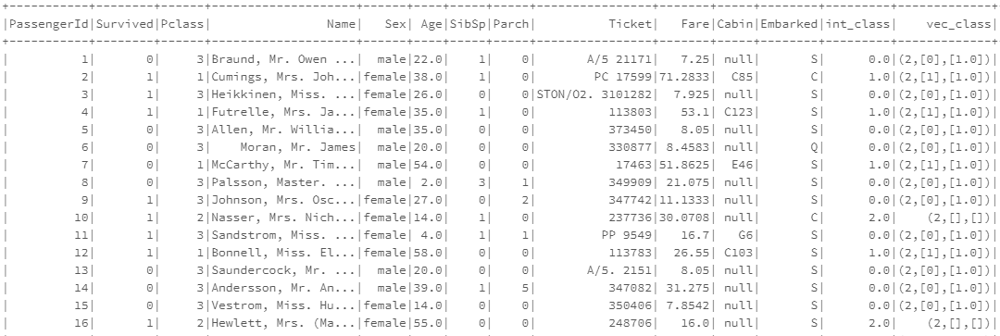 +-----------+--------+------+--------------------+------+----+-----+-----+----------------+-------+-----+--------+---------+-------------+
|PassengerId|Survived|Pclass|                Name|   Sex| Age|SibSp|Parch|          Ticket|   Fare|Cabin|Embarked|int_class|    vec_class|
+-----------+--------+------+--------------------+------+----+-----+-----+----------------+-------+-----+--------+---------+-------------+
|          1|       0|     3|Braund, Mr. Owen ...|  male|22.0|    1|    0|       A/5 21171|   7.25| null|       S|      0.0|(2,[0],[1.0])|
|          2|       1|     1|Cumings, Mrs. Joh...|female|38.0|    1|    0|        PC 17599|71.2833|  C85|       C|      1.0|(2,[1],[1.0])|
|          3|       1|     3|Heikkinen, Miss. ...|female|26.0|    0|    0|STON/O2. 3101282|  7.925| null|       S|      0.0|(2,[0],[1.0])|
|          4|       1|     1|Futrelle, Mrs. Ja...|female|35.0|    1|    0|          113803|   53.1| C123|       S|      1.0|(2,[1],[1.0])|
|          5|       0|     3|Allen, Mr. Willia...|  male|35.0|    0|    0|          373450|   8.05| null|       S|      0.0|(2,[0],[1.0])|
|          6|       0|     3|    Moran, Mr. James|  male|20.0|    0|    0|          330877| 8.4583| null|       Q|      0.0|(2,[0],[1.0])|
|          7|       0|     1|McCarthy, Mr. Tim...|  male|54.0|    0|    0|           17463|51.8625|  E46|       S|      1.0|(2,[1],[1.0])|
|          8|       0|     3|Palsson, Master. ...|  male| 2.0|    3|    1|          349909| 21.075| null|       S|      0.0|(2,[0],[1.0])|
|          9|       1|     3|Johnson, Mrs. Osc...|female|27.0|    0|    2|          347742|11.1333| null|       S|      0.0|(2,[0],[1.0])|
|         10|       1|     2|Nasser, Mrs. Nich...|female|14.0|    1|    0|          237736|30.0708| null|       C|      2.0|    (2,[],[])|
|         11|       1|     3|Sandstrom, Miss. ...|female| 4.0|    1|    1|         PP 9549|   16.7|   G6|       S|      0.0|(2,[0],[1.0])|
|         12|       1|     1|Bonnell, Miss. El...|female|58.0|    0|    0|          113783|  26.55| C103|       S|      1.0|(2,[1],[1.0])|
|         13|       0|     3|Saundercock, Mr. ...|  male|20.0|    0|    0|       A/5. 2151|   8.05| null|       S|      0.0|(2,[0],[1.0])|
|         14|       0|     3|Andersson, Mr. An...|  male|39.0|    1|    5|          347082| 31.275| null|       S|      0.0|(2,[0],[1.0])|
|         15|       0|     3|Vestrom, Miss. Hu...|female|14.0|    0|    0|          350406| 7.8542| null|       S|      0.0|(2,[0],[1.0])|
|         16|       1|     2|Hewlett, Mrs. (Ma...|female|55.0|    0|    0|          248706|   16.0| null|       S|      2.0|    (2,[],[])|